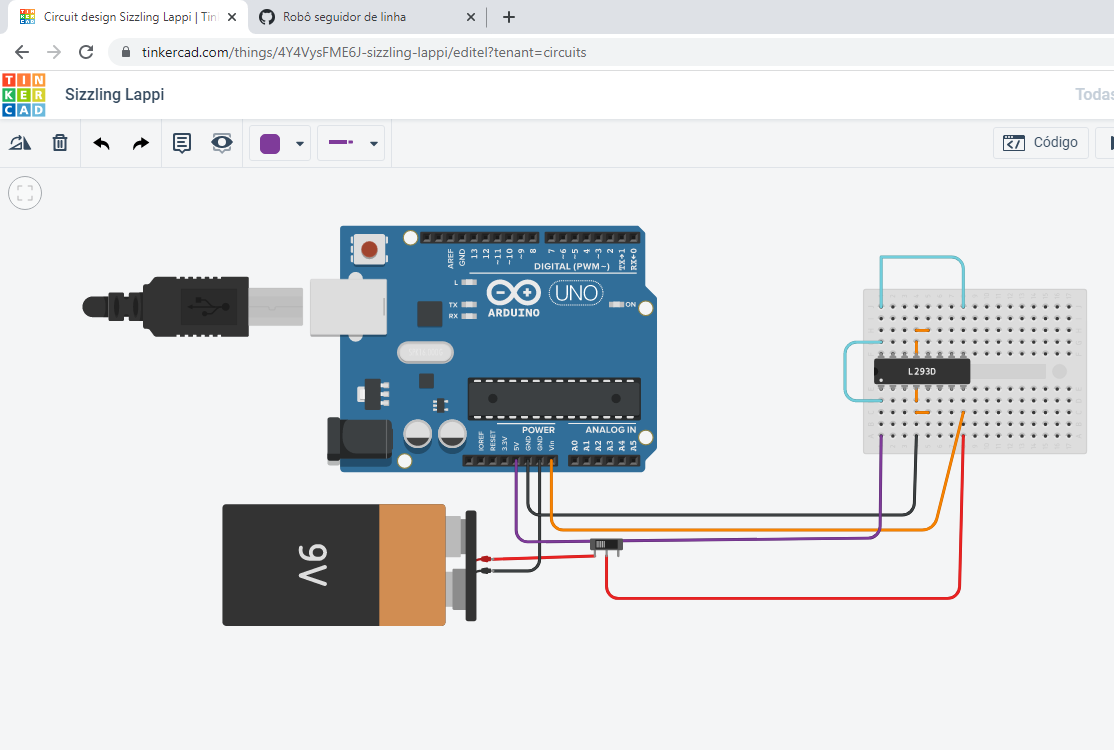 Circuit design Sizzling Lappi | Tin
Robô seguidor de linha
tinkercad.com/things/4Y4VysFME6J-sizzling-lappi/editel?tenant=circuits
TIN
KER
CAD
Sizzling Lappi
Todas
Código
AREF
GND
13
12
~11
~10
~9
8
7
~6
~5
4
~3
2
TX→1
RX←0
DIGITAL (PWM~)
L
TX
RX
ARDUINO
UNO
ON
POWER
ANALOG IN
IOREF
RESET
3.3V
5V
GND
GND
Vin
A0
A1
A2
A3
A4
A5
L293D
9V